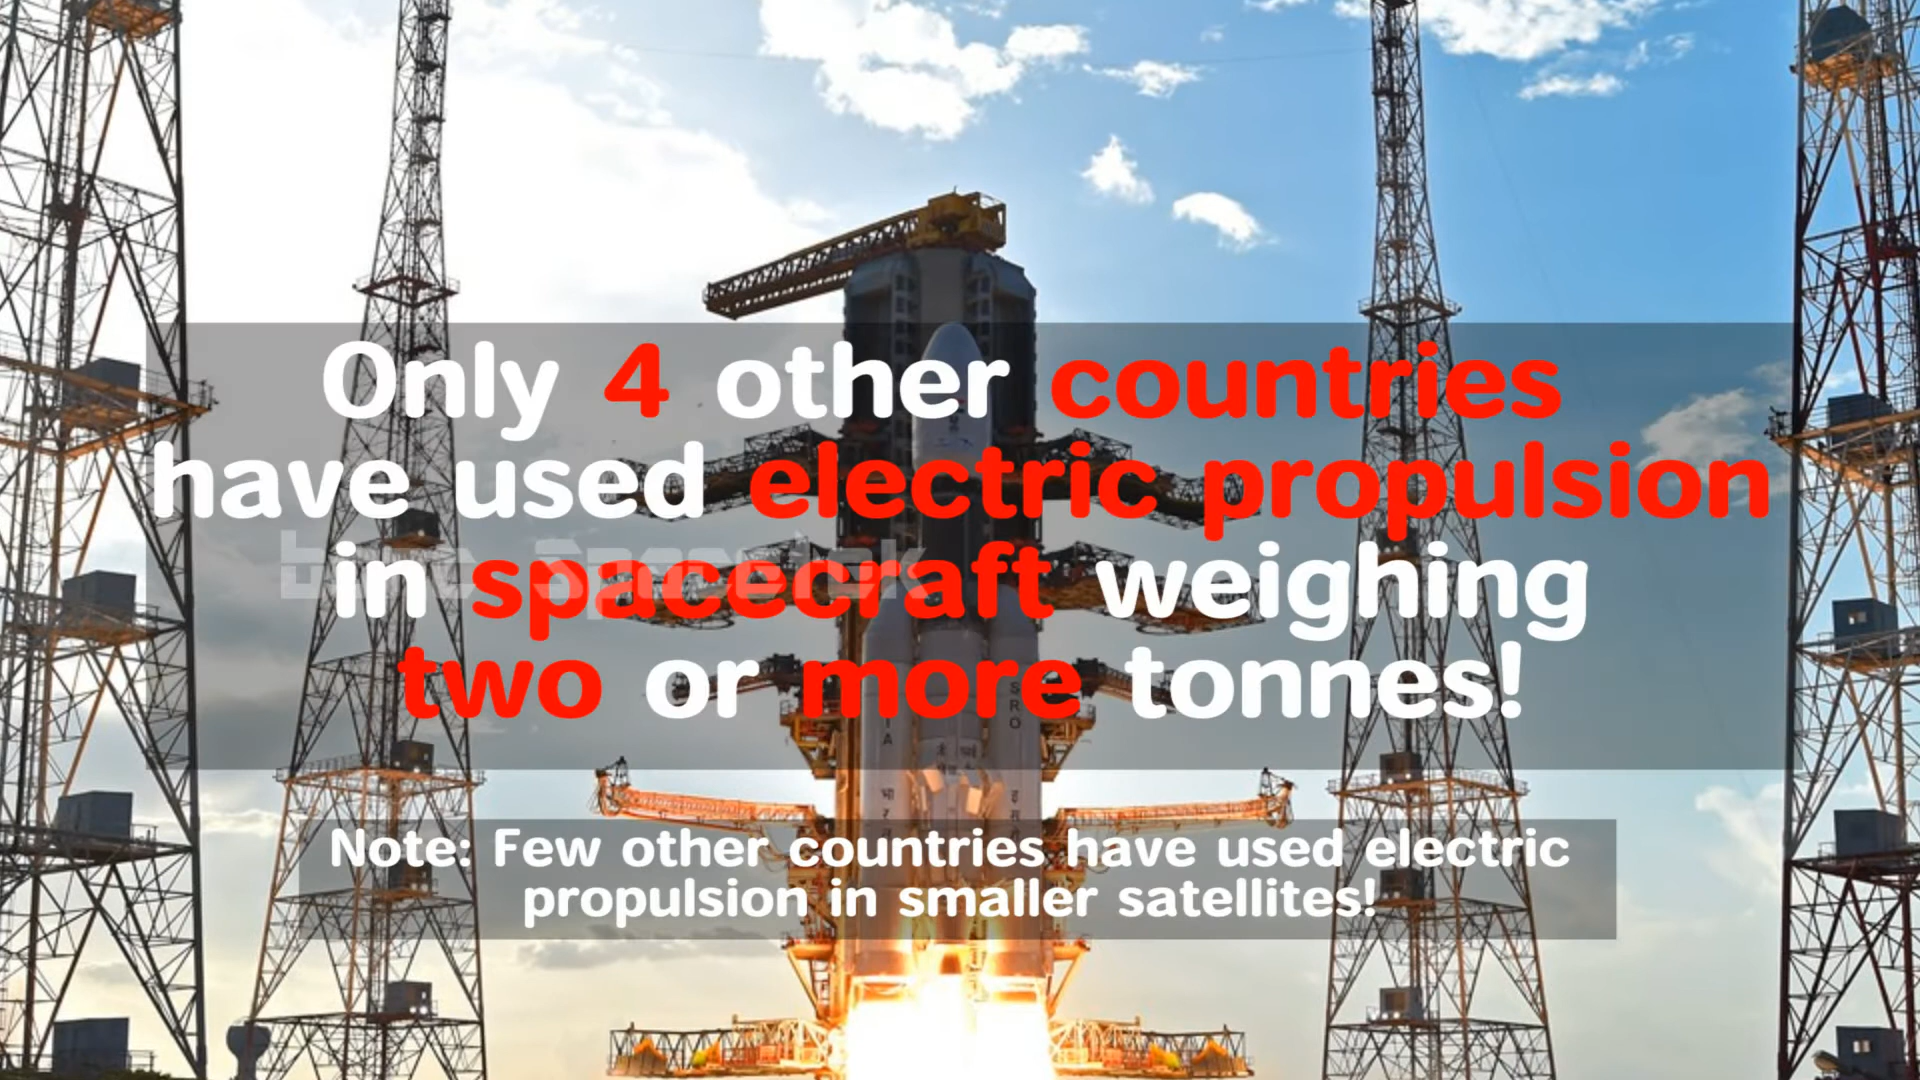 Only 4 other countries
have used electric propulsion
in spacecraft weighing
two or more tonnes!
Note: Few other countries have used electric
propulsion in smaller satellites!